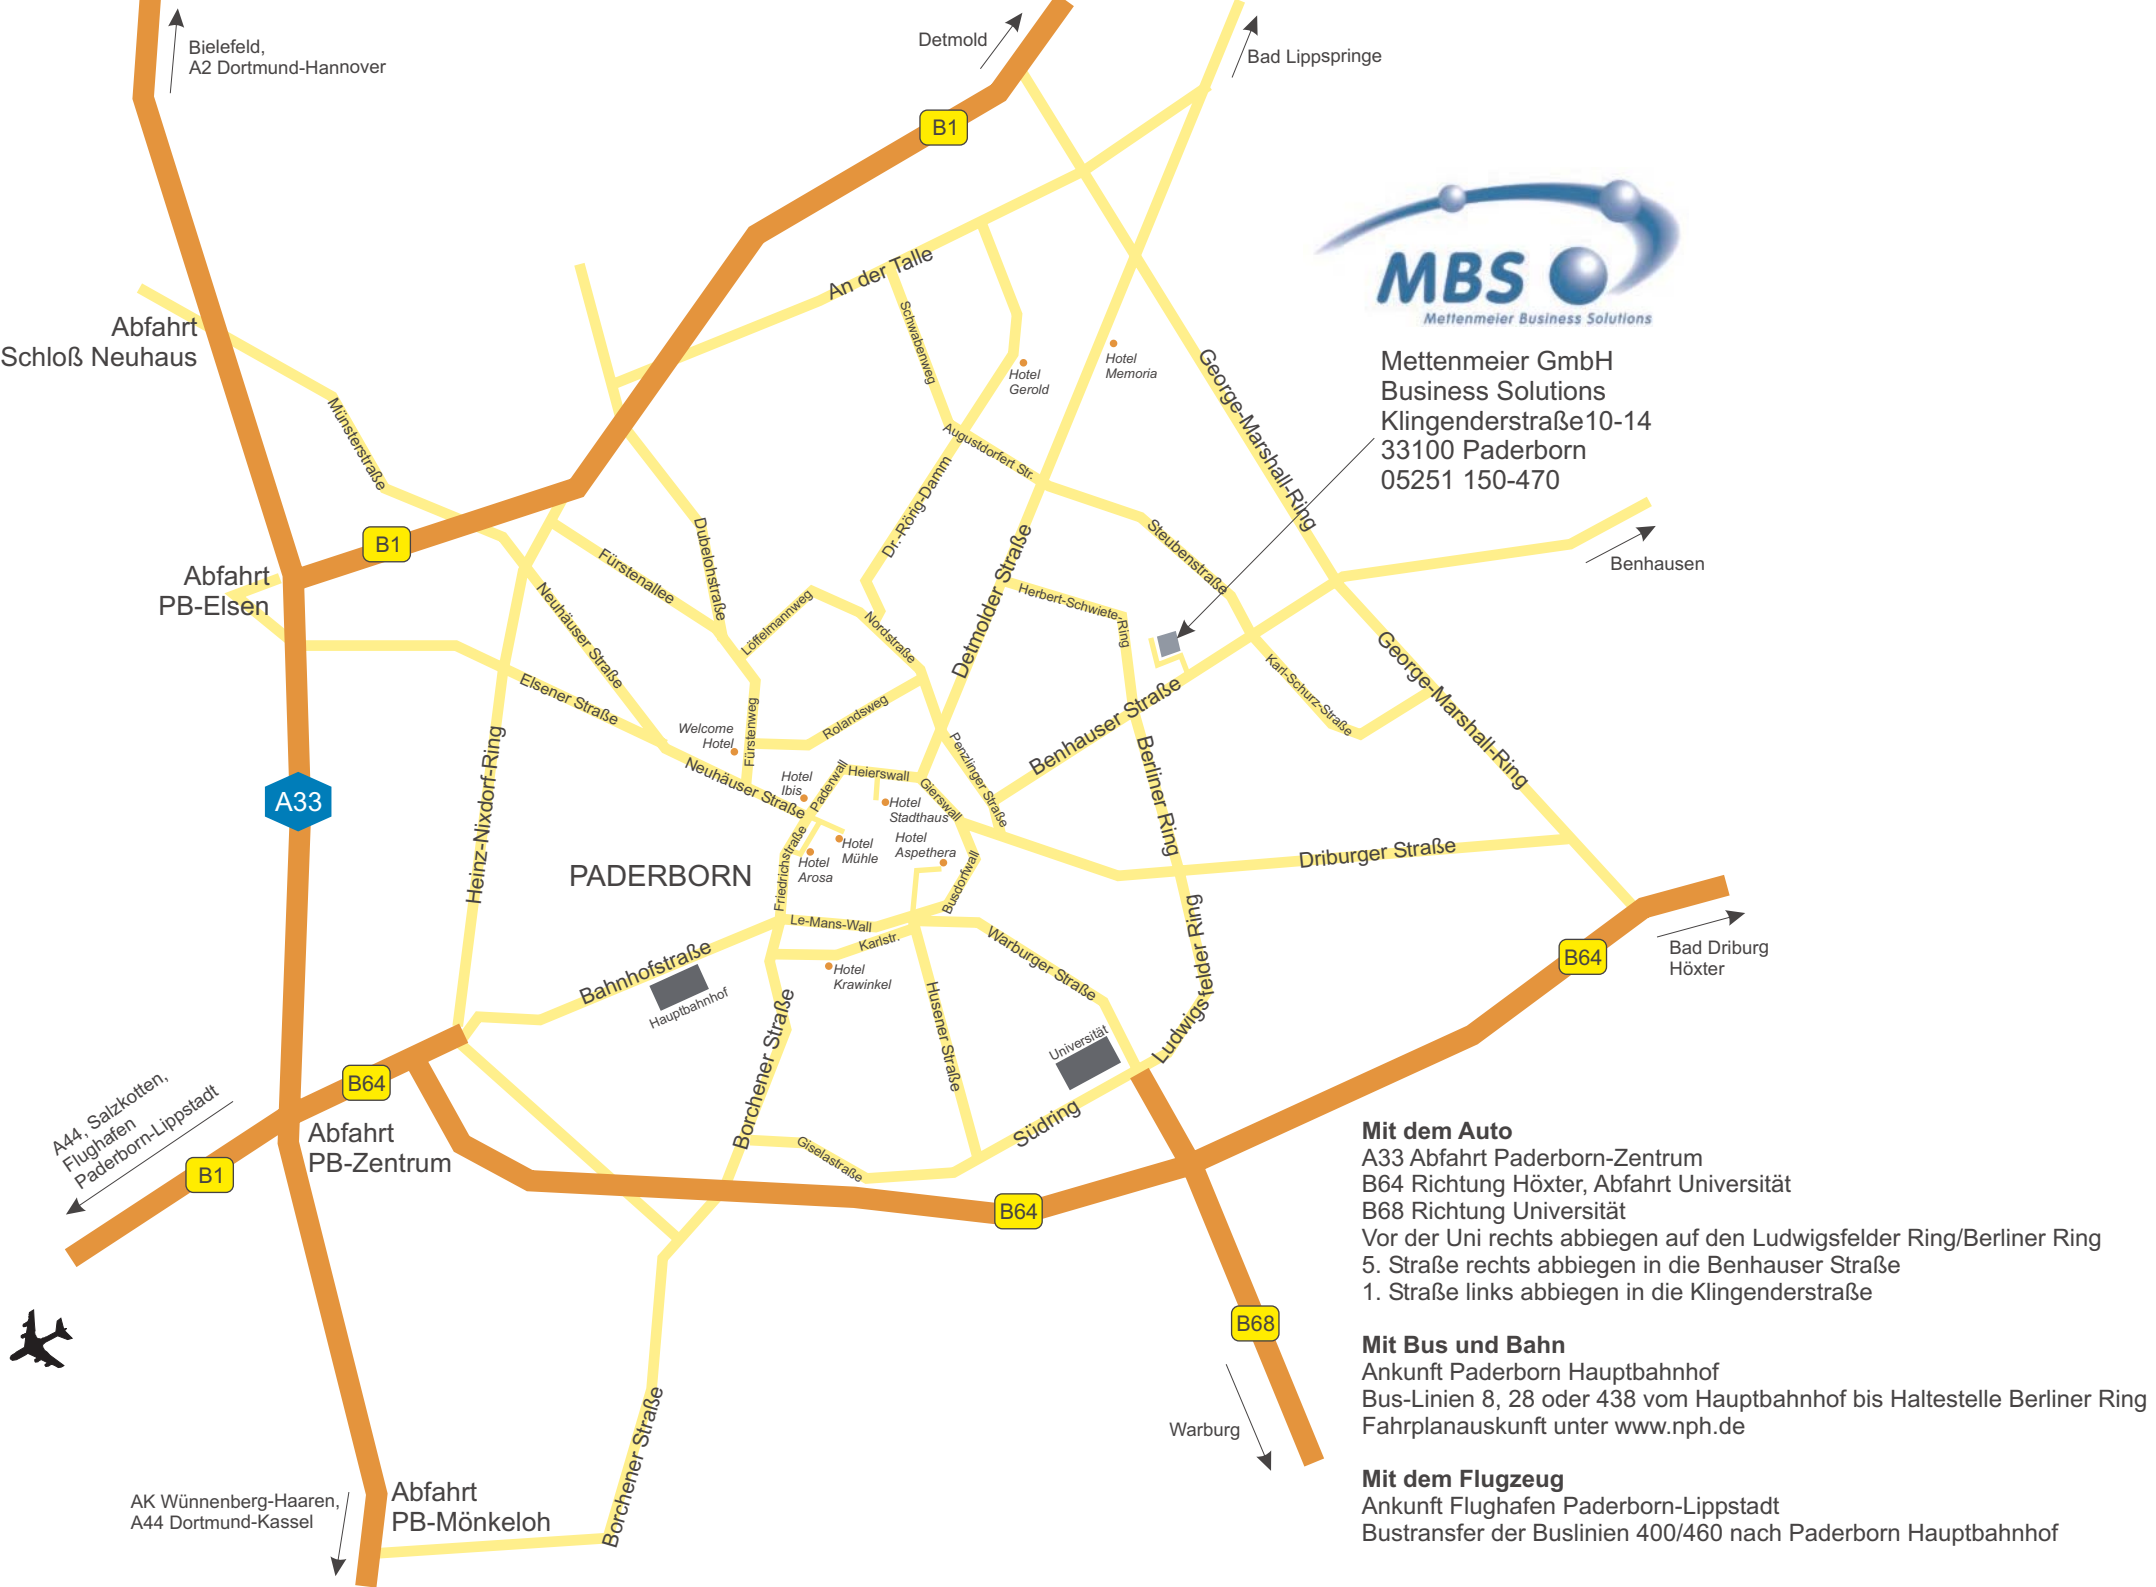 Bielefeld,
A2 Dortmund-Hannover
Detmold
Bad Lippspringe
B1
MBS
Mettenmeier Business Solutions
Mettenmeier GmbH
Business Solutions
Klingenderstraße10-14
33100 Paderborn
05251 150-470
An der Talle
Schwabenweg
Abfahrt
Schloß Neuhaus
Münsterstraße
Hotel
Gerold
Hotel
Memoria
George-Marshall-Ring
Augustdorfert Str.
Dr.-Rörig-Damm
Detmolder Straße
Steubenstraße
Benhausen
B1
Abfahrt
PB-Elsen
Dubelohstraße
Fürstenallee
Neuhäuser Straße
Löffelmannweg
Nordstraße
Herbert-Schwiete-Ring
Elsener Straße
Karl-Schurz-Straße
George-Marshall-Ring
Benhauser Straße
Welcome
Hotel
Fürstenweg
Rolandsweg
Penzlinger Straße
Berliner Ring
Heinz-Nixdorf-Ring
Neuhäuser Straße
Hotel
Ibis
Paderwall
Heierswall
Gierswall
Hotel
Stadthaus
A33
Hotel
Mühle
Hotel
Aspethera
Hotel
Arosa
Friedrichstraße
Busdorfwall
PADERBORN
Driburger Straße
Le-Mans-Wall
Karlstr.
Warburger Straße
Ludwigsfelder Ring
Bahnhofstraße
Hauptbahnhof
Hotel
Krawinkel
Husener Straße
Borchener Straße
Universität
B64
Bad Driburg
Höxter
B64
A44, Salzkotten,
Flughafen
Paderborn-Lippstadt
B1
Abfahrt
PB-Zentrum
Giselastraße
Südring
B64
B68
Warburg
Borchener Straße
AK Wünnenberg-Haaren,
A44 Dortmund-Kassel
Abfahrt
PB-Mönkeloh
Mit dem Auto
A33 Abfahrt Paderborn-Zentrum
B64 Richtung Höxter, Abfahrt Universität
B68 Richtung Universität
Vor der Uni rechts abbiegen auf den Ludwigsfelder Ring/Berliner Ring
5. Straße rechts abbiegen in die Benhauser Straße
1. Straße links abbiegen in die Klingenderstraße
Mit Bus und Bahn
Ankunft Paderborn Hauptbahnhof
Bus-Linien 8, 28 oder 438 vom Hauptbahnhof bis Haltestelle Berliner Ring
Fahrplanauskunft unter www.nph.de
Mit dem Flugzeug
Ankunft Flughafen Paderborn-Lippstadt
Bustransfer der Buslinien 400/460 nach Paderborn Hauptbahnhof